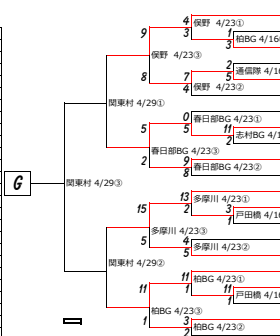 4 俣野 4/23①
9 3 1
柏BG 4/16
3
俣野 4/23③
2
通信隊 4/16
8 7 5
4 俣野 4/23②
関東村 4/29①
0 春日部BG 4/23①
5 5 11
志村BG 4/1
2
春日部BG 4/23③
2 9
春日部BG 4/23②
8
G 関東村 4/29③
13 多摩川 4/23①
15 2 3
戸田橋 4/16
1
多摩川 4/23③
5 4
多摩川 4/23②
5
関東村 4/29②
11 柏BG 4/23①
11 1 11
戸田橋 4/16
1
柏BG 4/23③
1 3
柏BG 4/23②
2